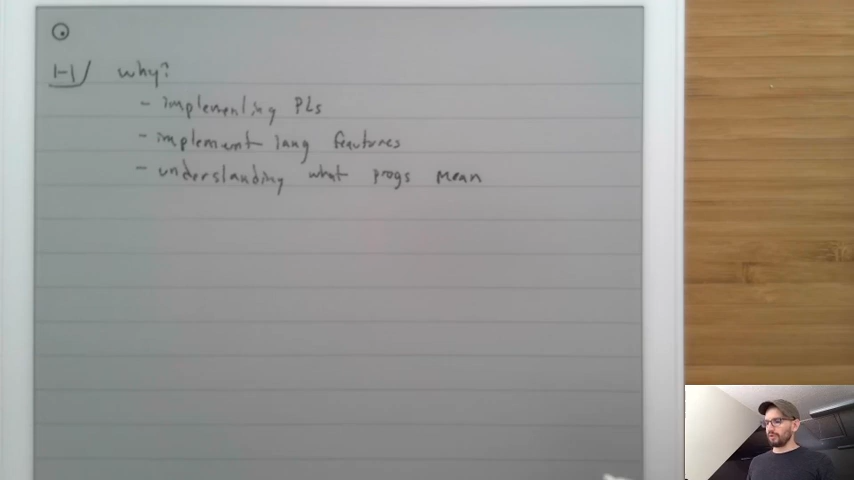 1-1/ why?
- implementing PLs
- implement lang features
- understanding what progs mean